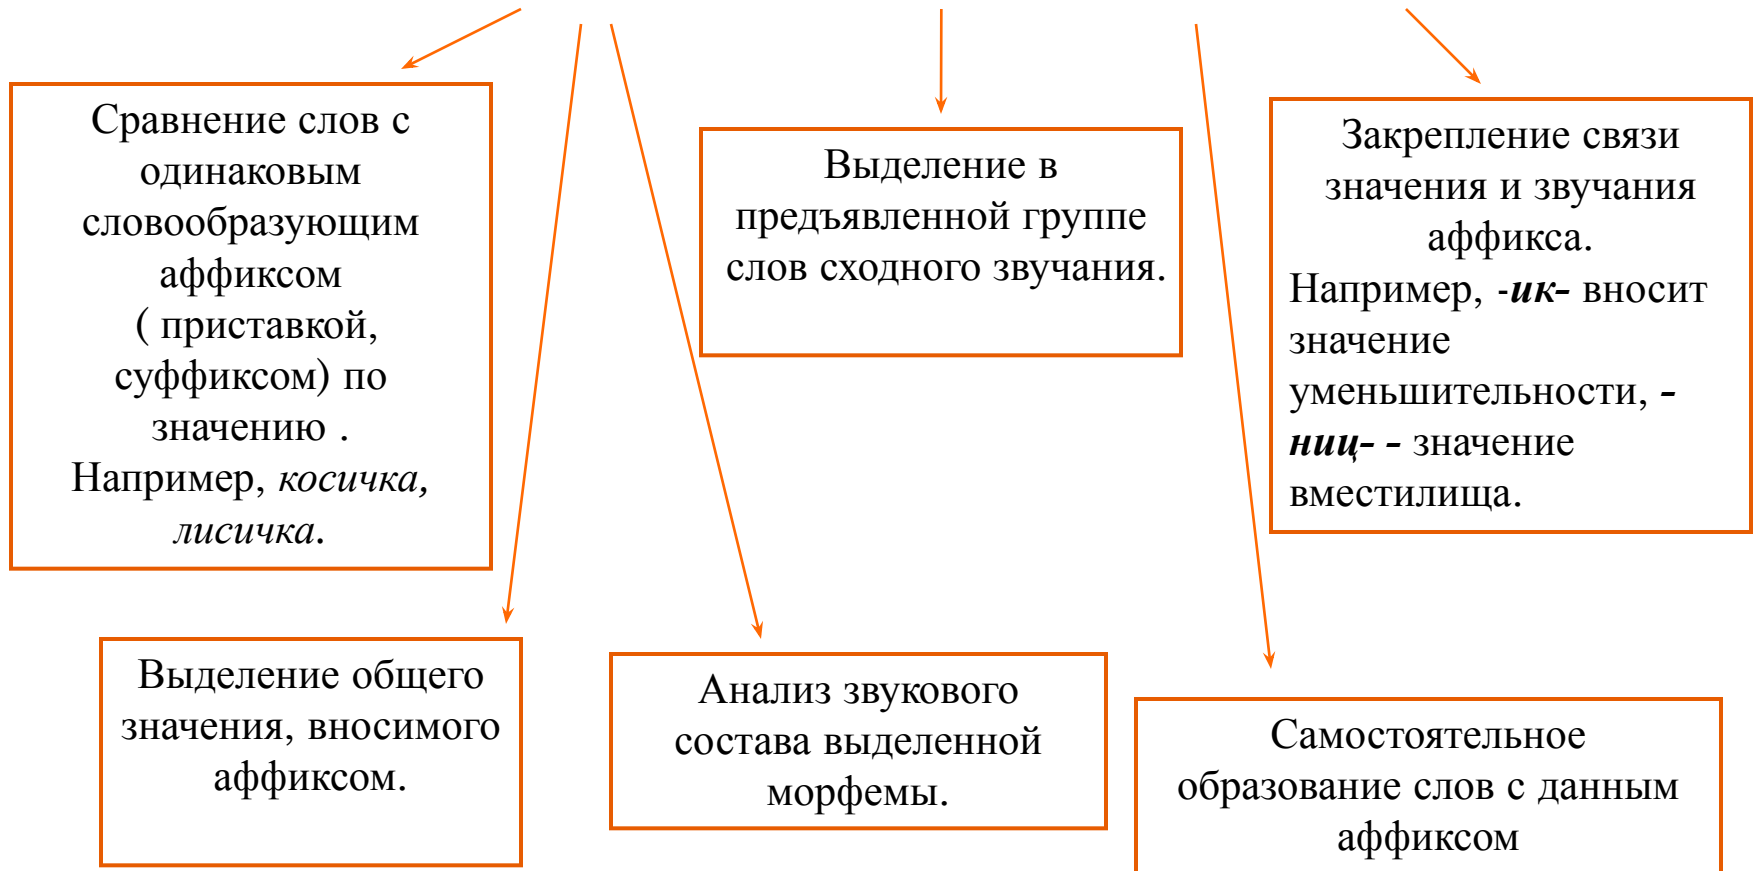 Сравнение слов с
одинаковым
словообразующим
аффиксом
( приставкой,
суффиксом) по
значению .
Например, косичка,
лисичка.
Выделение в
предъявленной группе
слов сходного звучания.
Закрепление связи
значения и звучания
аффикса.
Например, -ик- вносит
значение
уменьшительности, -
ниц- - значение
вместилища.
Выделение общего
значения, вносимого
аффиксом.
Анализ звукового
состава выделенной
морфемы.
Самостоятельное
образование слов с данным
аффиксом